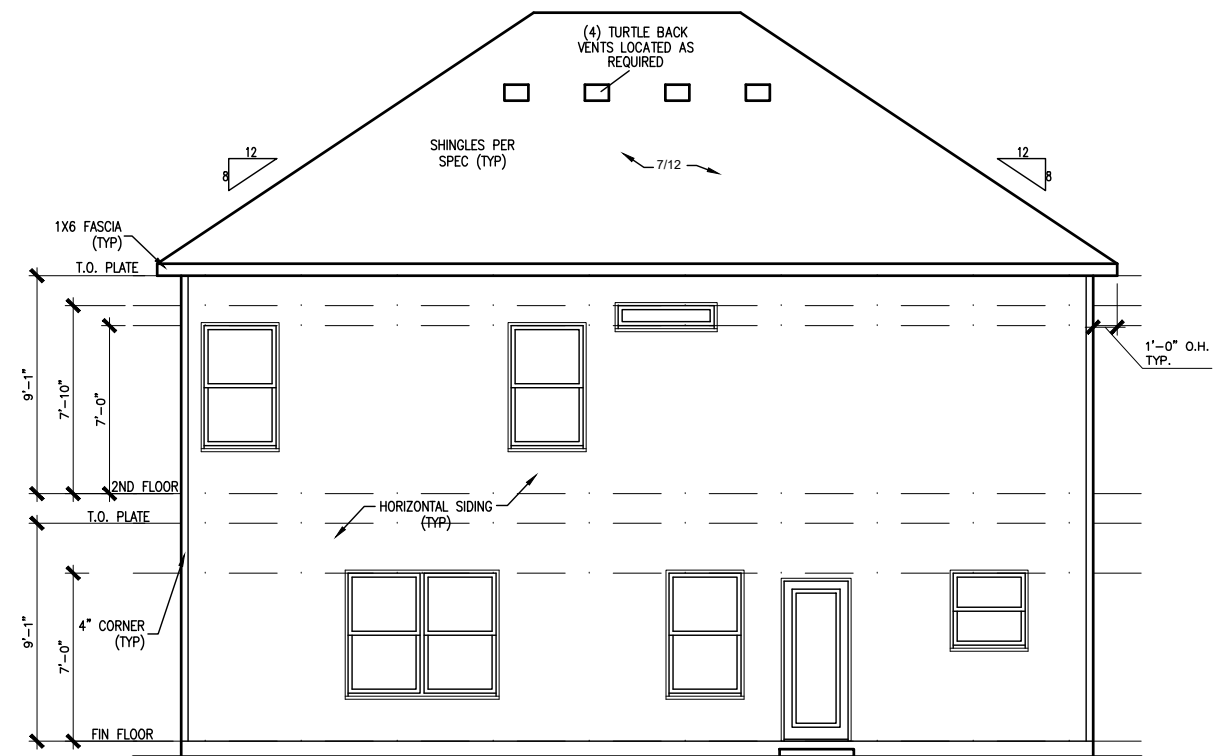 (4) TURTLE BACK
VENTS LOCATED AS
REQUIRED
SHINGLES PER
SPEC (TYP)
7/12
12
8
12
8
1X6 FASCIA
(TYP)
T.O. PLATE
9'-1"
7'-10"
7'-0"
1'-0" O.H.
TYP.
2ND FLOOR
HORIZONTAL SIDING
(TYP)
T.O. PLATE
9'-1"
7'-0"
4" CORNER
(TYP)
FIN FLOOR